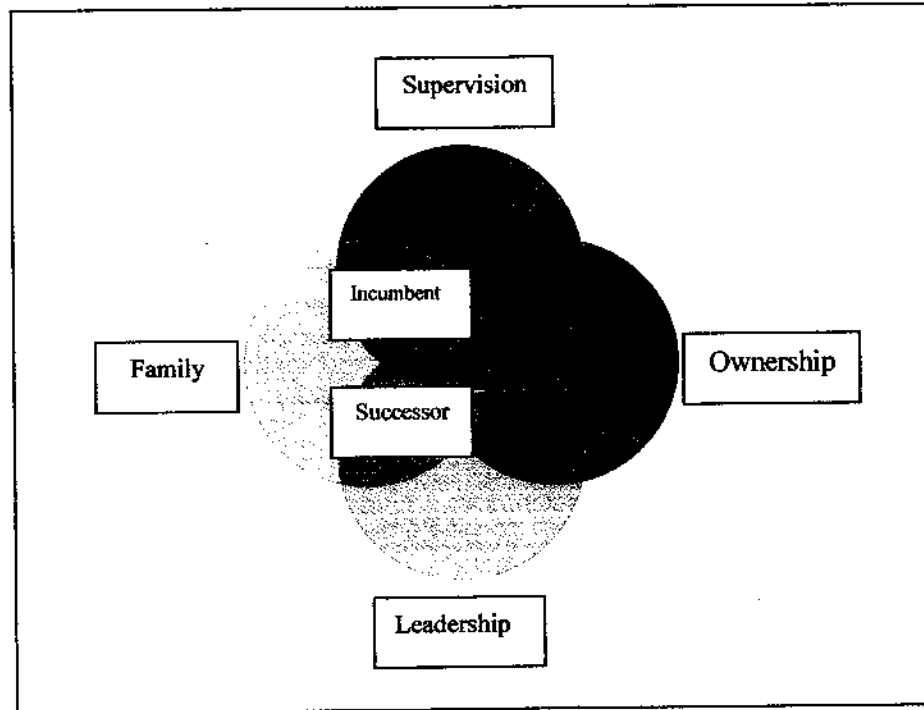 Supervision
Incumbent
Family
Ownership
Successor
Leadership